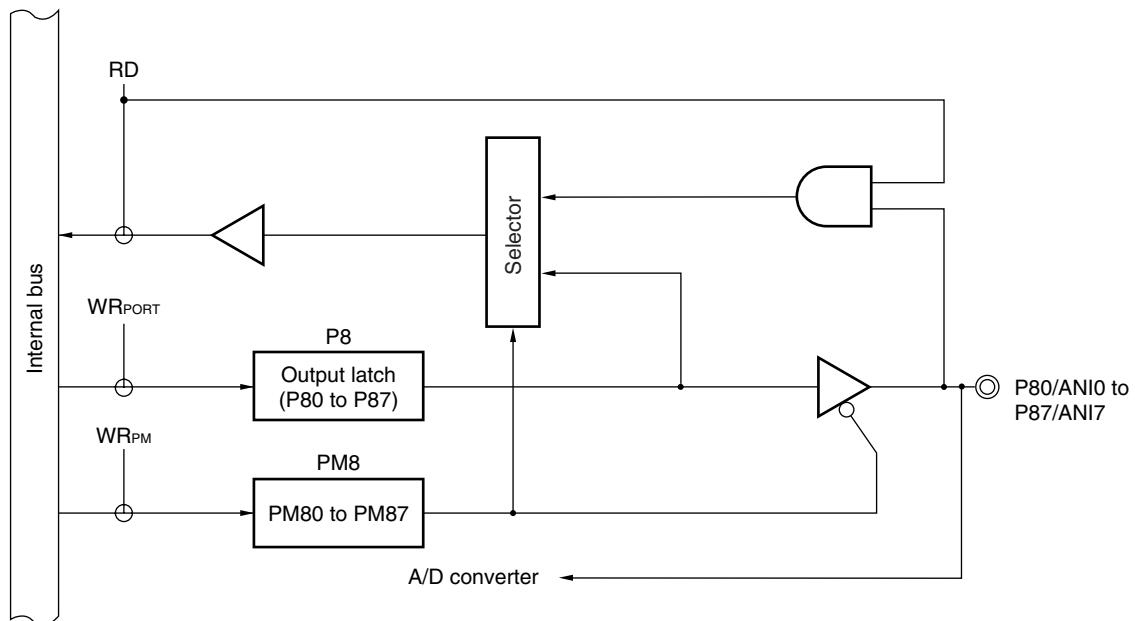 RD
Selector
Internal bus
WRPORT
P8
Output latch
(P80 to P87)
P80/ANI0 to
P87/ANI7
WRPM
PM8
PM80 to PM87
A/D converter